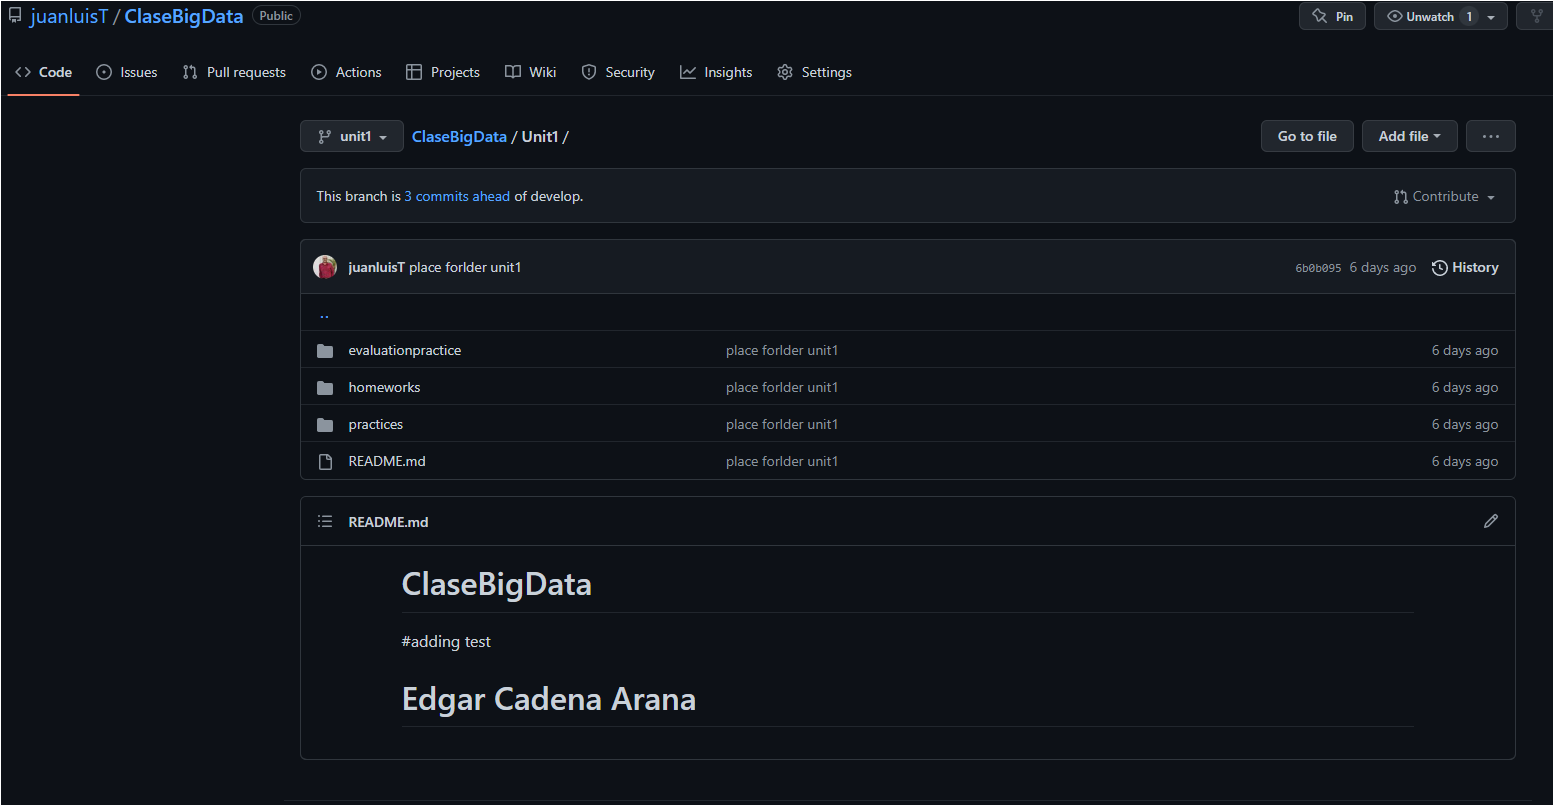 juanluisT / ClaseBigData Public Pin Unwatch 1
Code Issues Pull requests Actions Projects Wiki Security Insights Settings
unit1 ClaseBigData / Unit1 / Go to file Add file ...
This branch is 3 commits ahead of develop. Contribute
juanluisT place forlder unit1 6b0b095 6 days ago History
..
evaluationpractice place forlder unit1 6 days ago
homeworks place forlder unit1 6 days ago
practices place forlder unit1 6 days ago
README.md place forlder unit1 6 days ago
README.md
ClaseBigData
#adding test
Edgar Cadena Arana